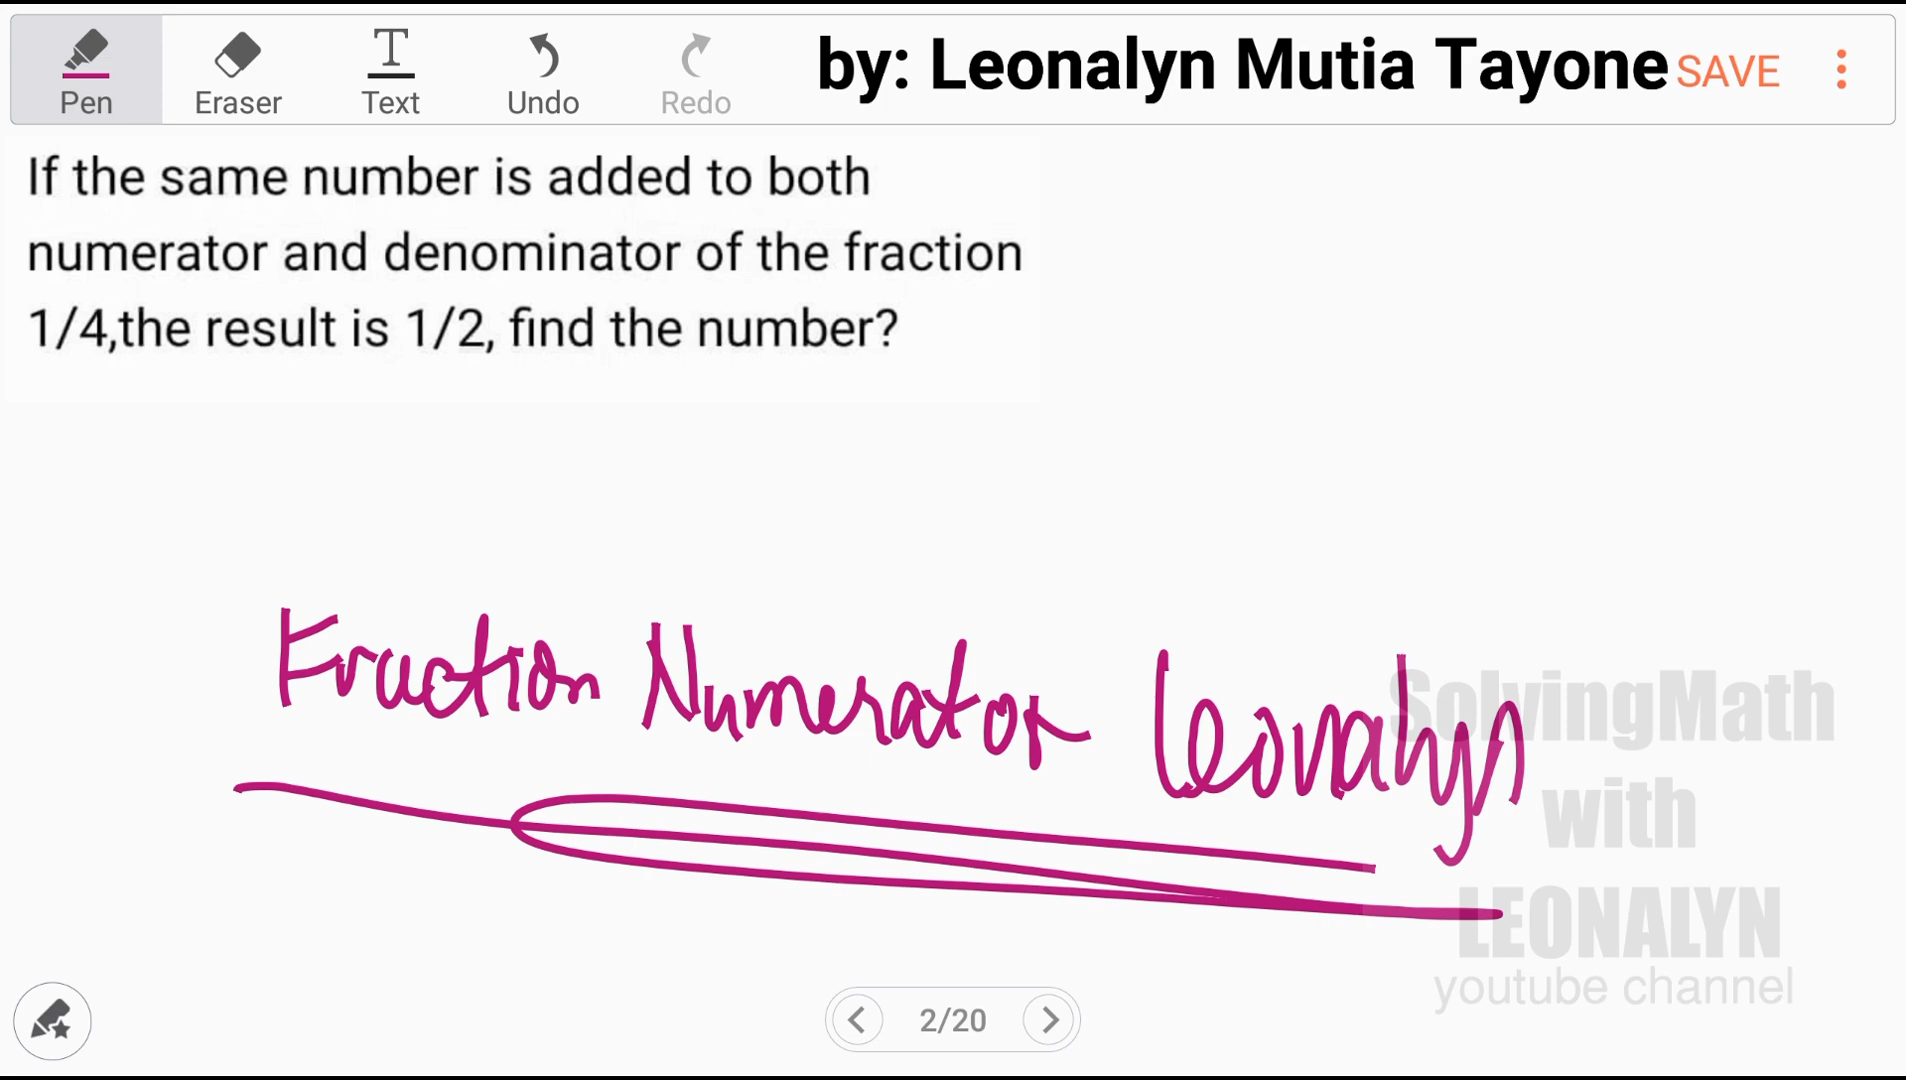 by: Leonalyn Mutia Tayone
SAVE
Pen
Eraser
Text
Undo
Redo
If the same number is added to both
numerator and denominator of the fraction
1/4,the result is 1/2, find the number?
Fraction Numerator Leonalyn
SolvingMath
with
LEONALYN
youtube channel
2/20